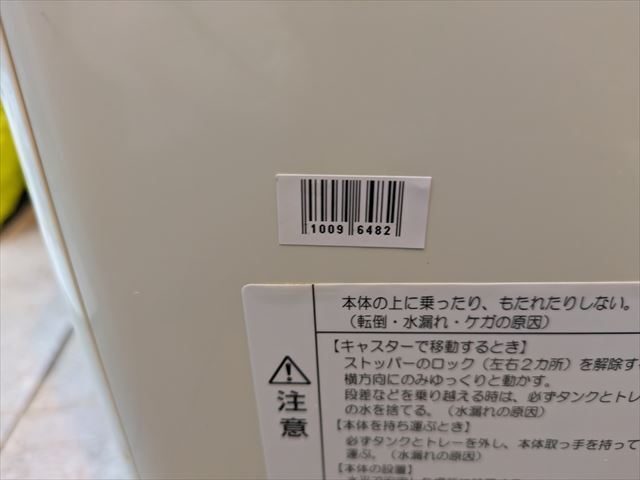 1009 6482
本体の上に乗ったり、もたれたりしない。
（転倒・水漏れ・ケガの原因）
注意
【キャスターで移動するとき】
ストッパーのロック（左右２カ所）を解除す
横方向にのみゆっくりと動かす。
段差などを乗り越える時は、必ずタンクとトレ
の水を捨てる。（水漏れの原因）
【本体を持ち運ぶとき】
必ずタンクとトレーを外し、本体取っ手を持って
運ぶ。（水漏れの原因）
【本体の設置】